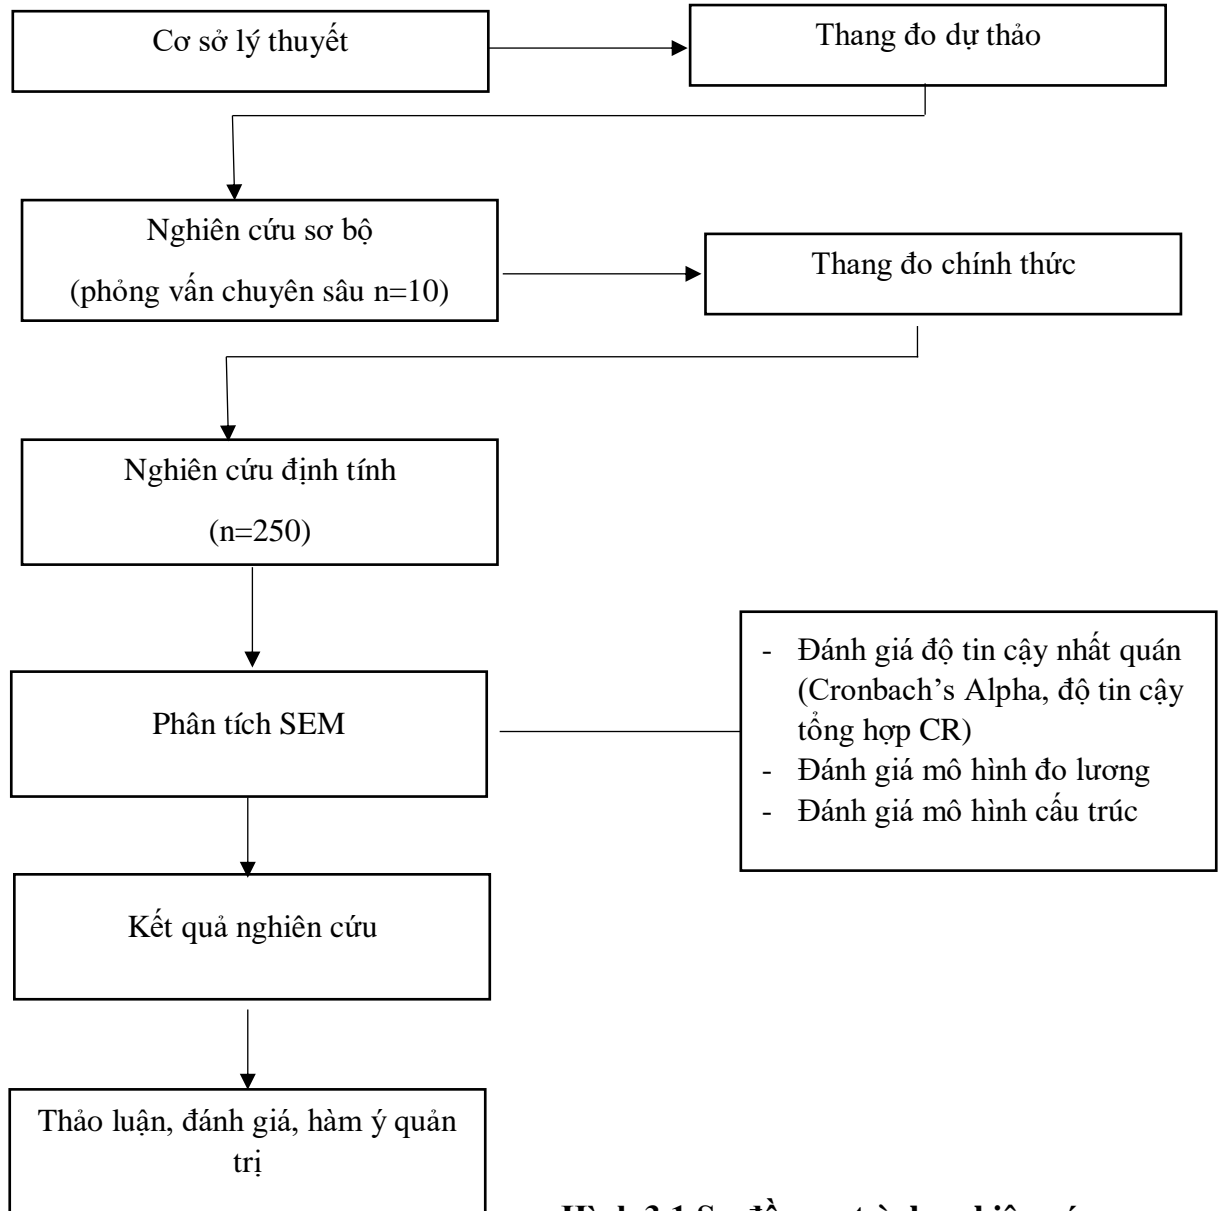 Cơ sở lý thuyết
Thang đo dự thảo
Nghiên cứu sơ bộ
(phỏng vấn chuyên sâu n=10)
Thang đo chính thức
Nghiên cứu định tính
(n=250)
Phân tích SEM
- Đánh giá độ tin cậy nhất quán
(Cronbach’s Alpha, độ tin cậy
tổng hợp CR)
- Đánh giá mô hình đo lương
- Đánh giá mô hình cấu trúc
Kết quả nghiên cứu
Thảo luận, đánh giá, hàm ý quản
trị